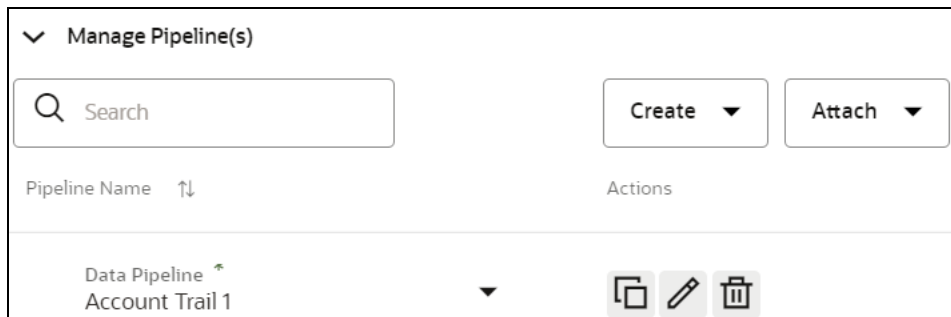 Manage Pipeline(s)
Search
Create
Attach
Pipeline Name
Actions
Data Pipeline
Account Trail 1